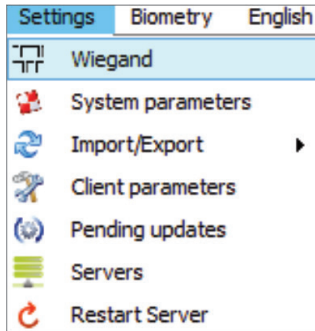 Settings Biometry English
Wiegand
System parameters
Import/Export
Client parameters
Pending updates
Servers
Restart Server